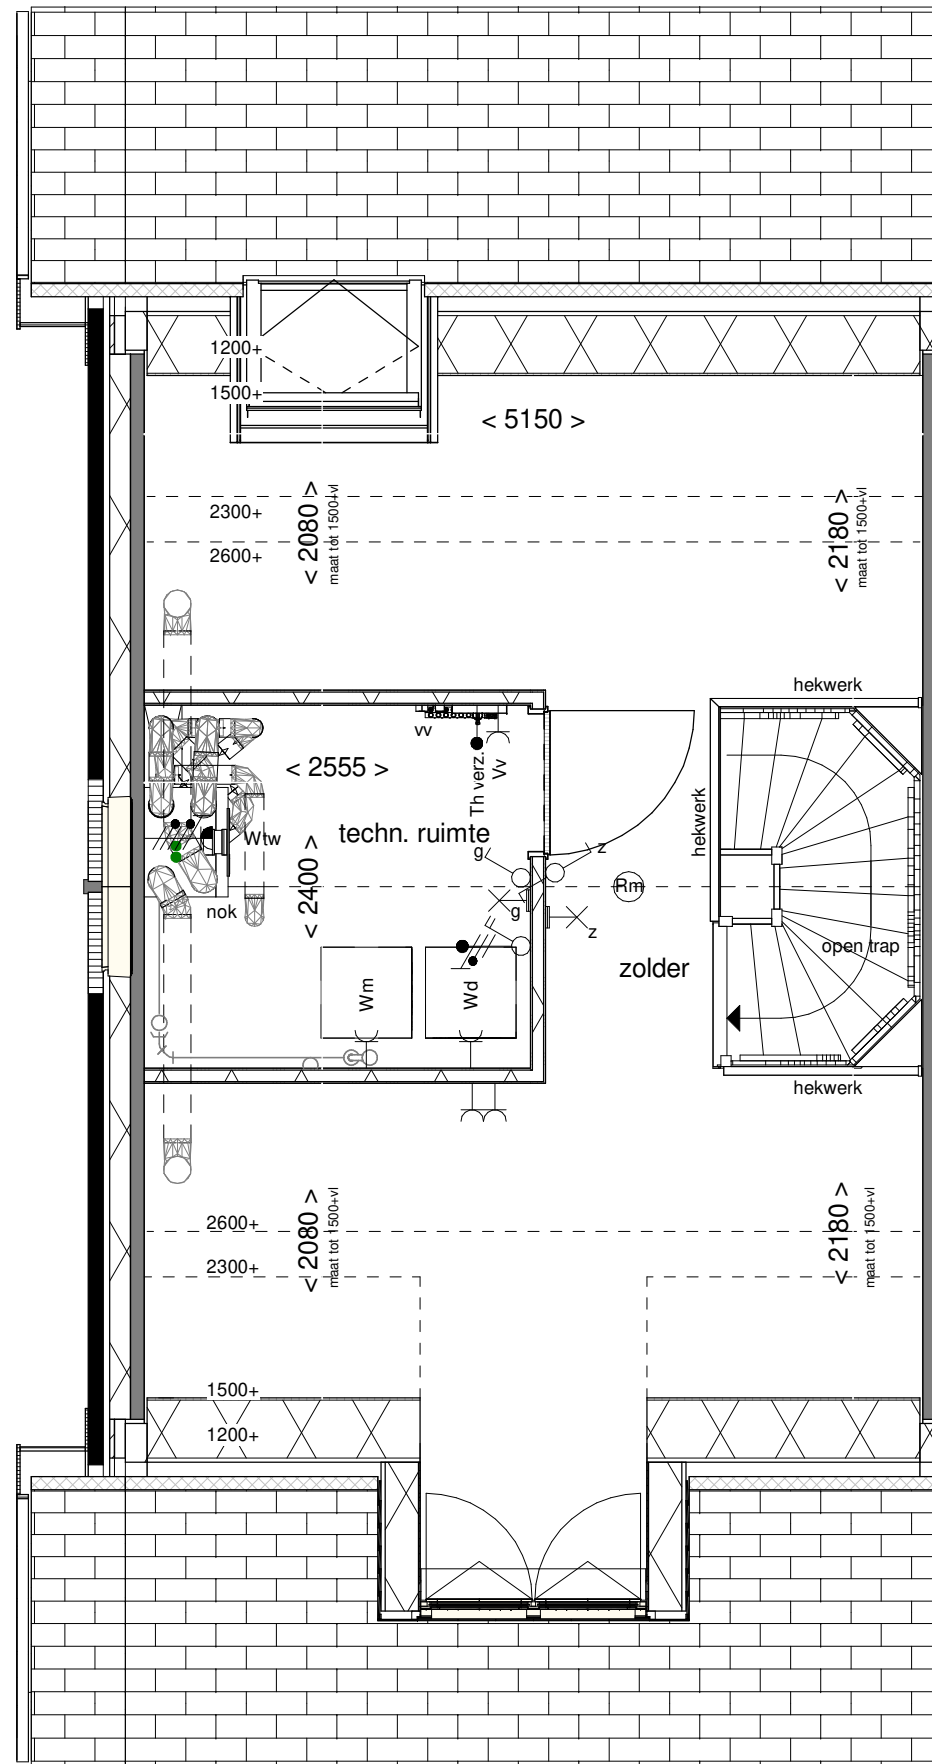 1200+
1500+
< 5150 >
2300+
2600+
< 2080 >
maat tot 1500+vl
< 2180 >
maat tot 1500+vl
hekwerk
vv
Th verz.
Vv
< 2555 >
techn. ruimte
Wtw
< 2400 >
nok
g
z
g
z
Rm
hekwerk
open trap
zolder
Wm
Wd
hekwerk
2600+
2300+
< 2080 >
maat tot 1500+vl
< 2180 >
maat tot 1500+vl
1500+
1200+